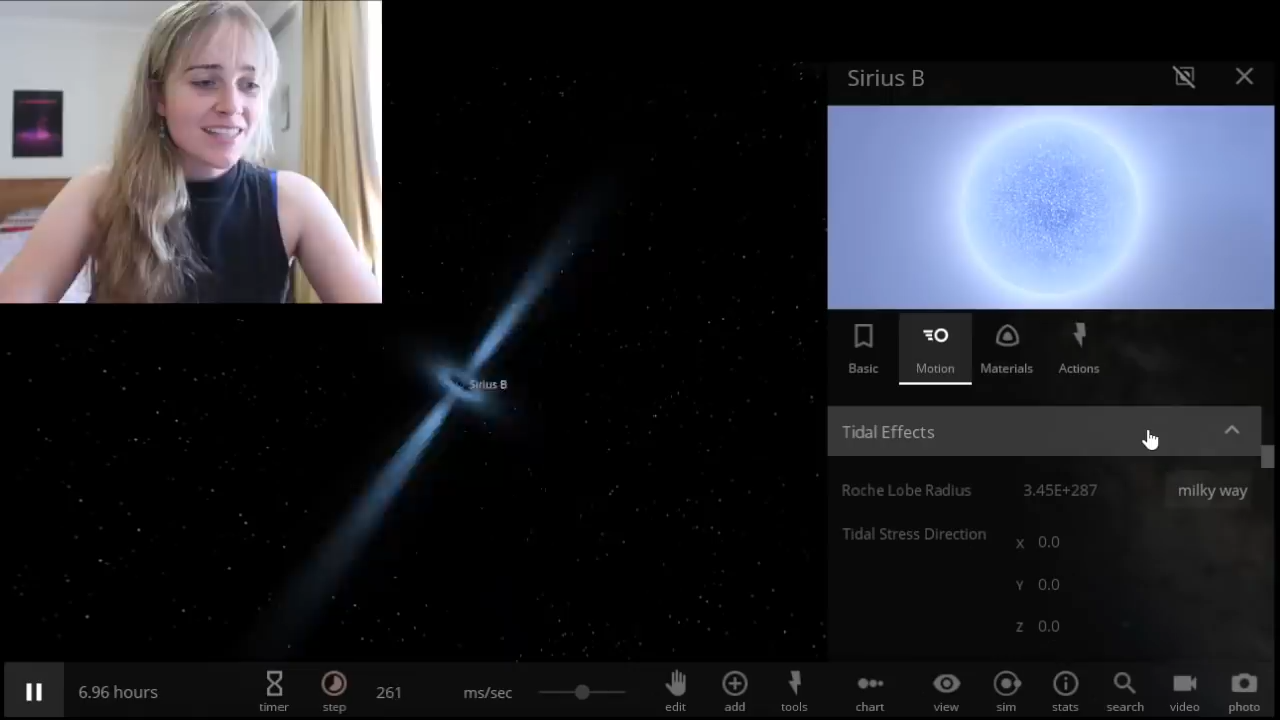 Sirius B
Sirius B
Basic
Motion
Materials
Actions
Tidal Effects
Roche Lobe Radius 3.45E+287 milky way
Tidal Stress Direction
X 0.0
Y 0.0
Z 0.0
6.96 hours
timer
step
261 ms/sec
edit
add
tools
chart
view
sim
stats
search
video
photo